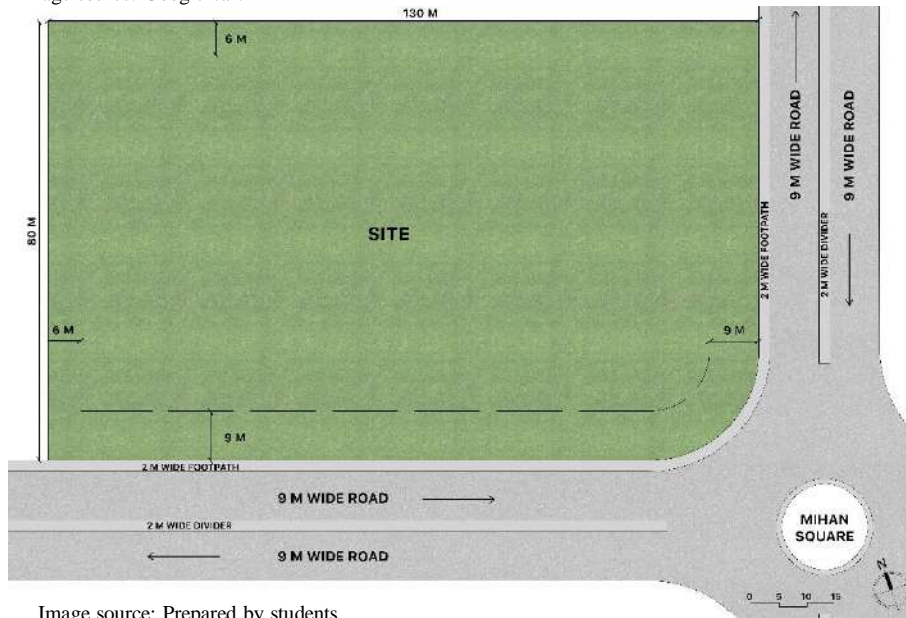 130 M
6 M
80 M
SITE
6 M
9 M
9 M
2 M WIDE FOOTPATH
9 M WIDE ROAD
2 M WIDE DIVIDER
9 M WIDE ROAD
2 M WIDE FOOTPATH
9 M WIDE ROAD
2 M WIDE DIVIDER
9 M WIDE ROAD
MIHAN
SQUARE
N
0 5 10 15
Image source: Prepared by students